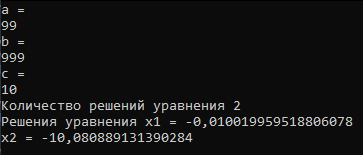 a =
99
b =
999
c =
10
Количество решений уравнения 2
Решения уравнения x1 = -0,010019959518806078
x2 = -10,080889131390284